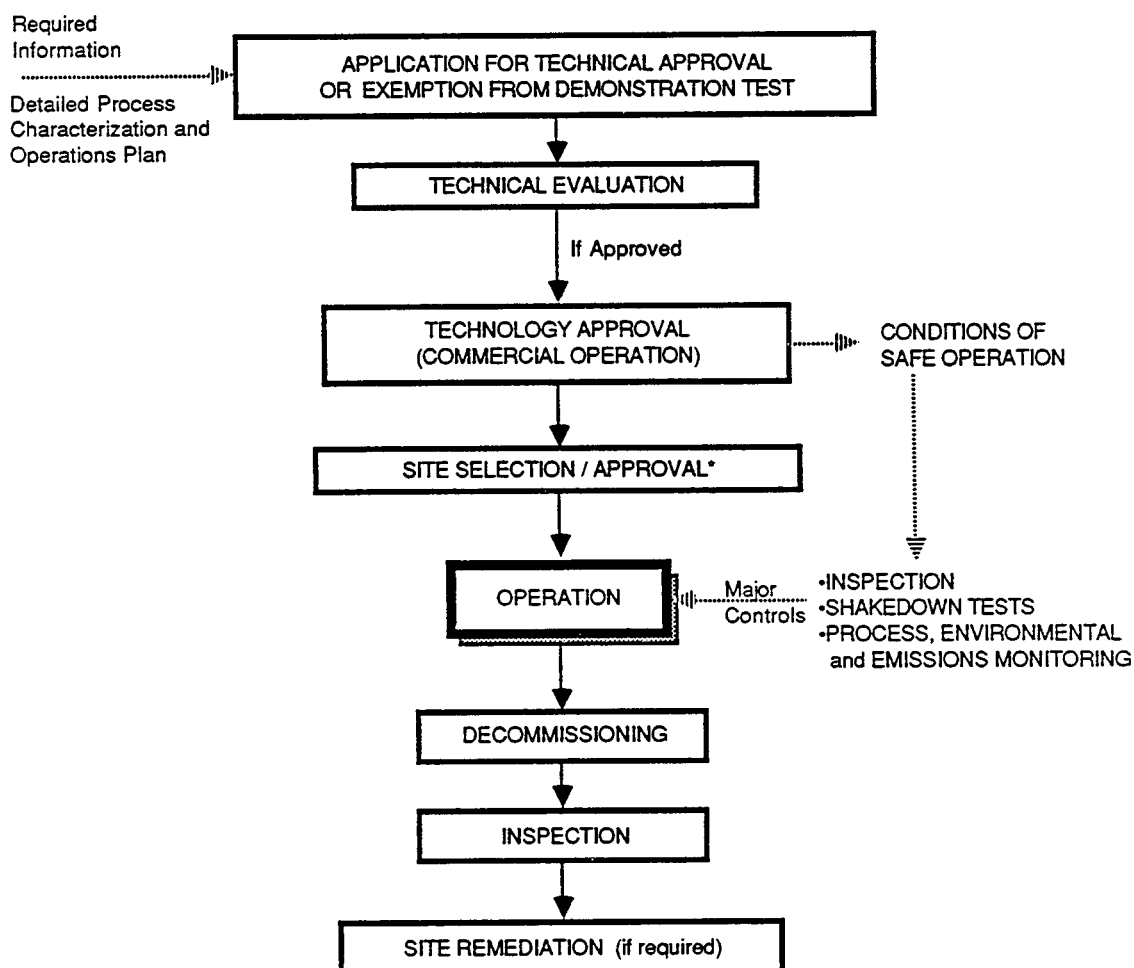 Required
Information
Detailed Process
Characterization and
Operations Plan
APPLICATION FOR TECHNICAL APPROVAL
OR EXEMPTION FROM DEMONSTRATION TEST
TECHNICAL EVALUATION
If Approved
TECHNOLOGY APPROVAL
(COMMERCIAL OPERATION)
CONDITIONS OF
SAFE OPERATION
SITE SELECTION / APPROVAL*
OPERATION
Major
Controls
•INSPECTION
•SHAKEDOWN TESTS
•PROCESS, ENVIRONMENTAL
and EMISSIONS MONITORING
DECOMMISSIONING
INSPECTION
SITE REMEDIATION (if required)